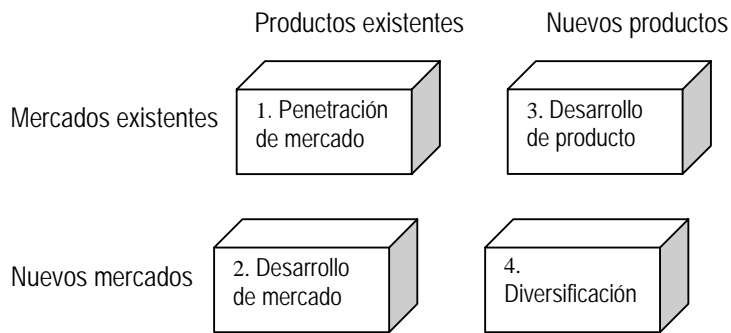 Productos existentes
Nuevos productos
Mercados existentes
1. Penetración
de mercado
3. Desarrollo
de producto
Nuevos mercados
2. Desarrollo
de mercado
4.
Diversificación